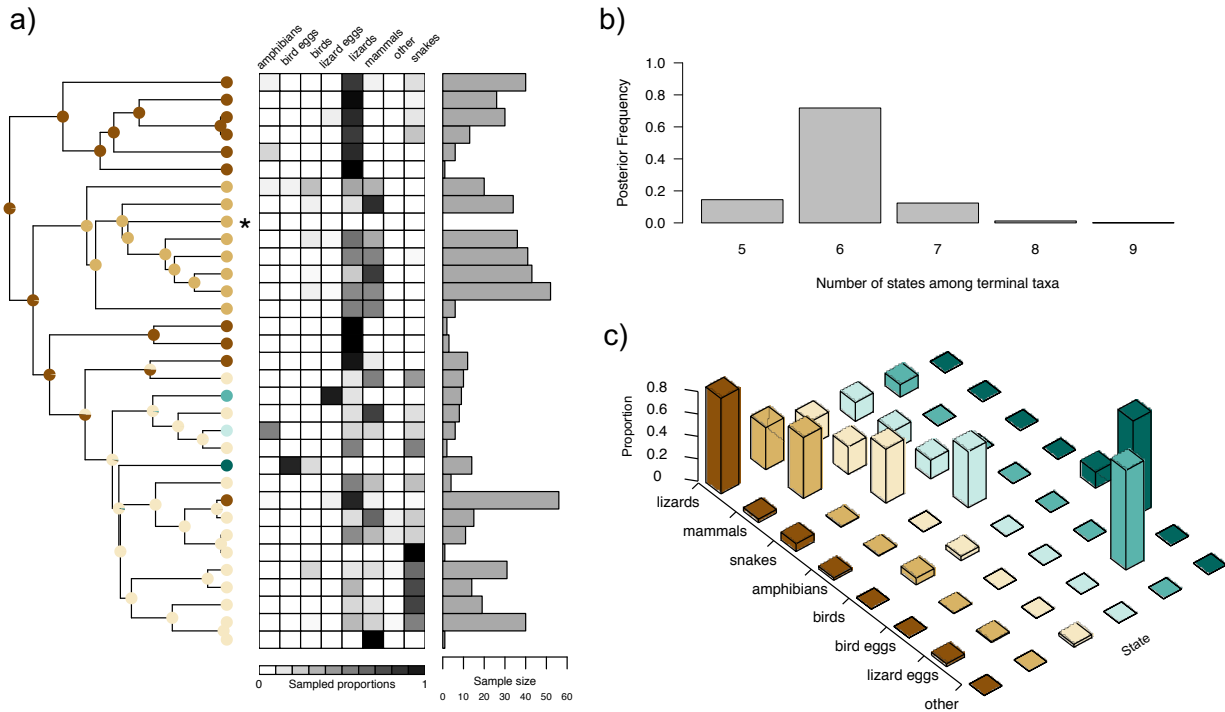 a)
amphibians
bird eggs
birds
lizard eggs
lizards
mammals
other
snakes
*
0 1
Sampled proportions
Sample size
0 10 20 30 40 50 60
b)
Posterior Frequency
1.0
0.8
0.6
0.4
0.2
0.0
5 6 7 8 9
Number of states among terminal taxa
c)
Proportion
0.8
0.6
0.4
0.2
0
lizards
mammals
snakes
amphibians
birds
bird eggs
lizard eggs
other
State